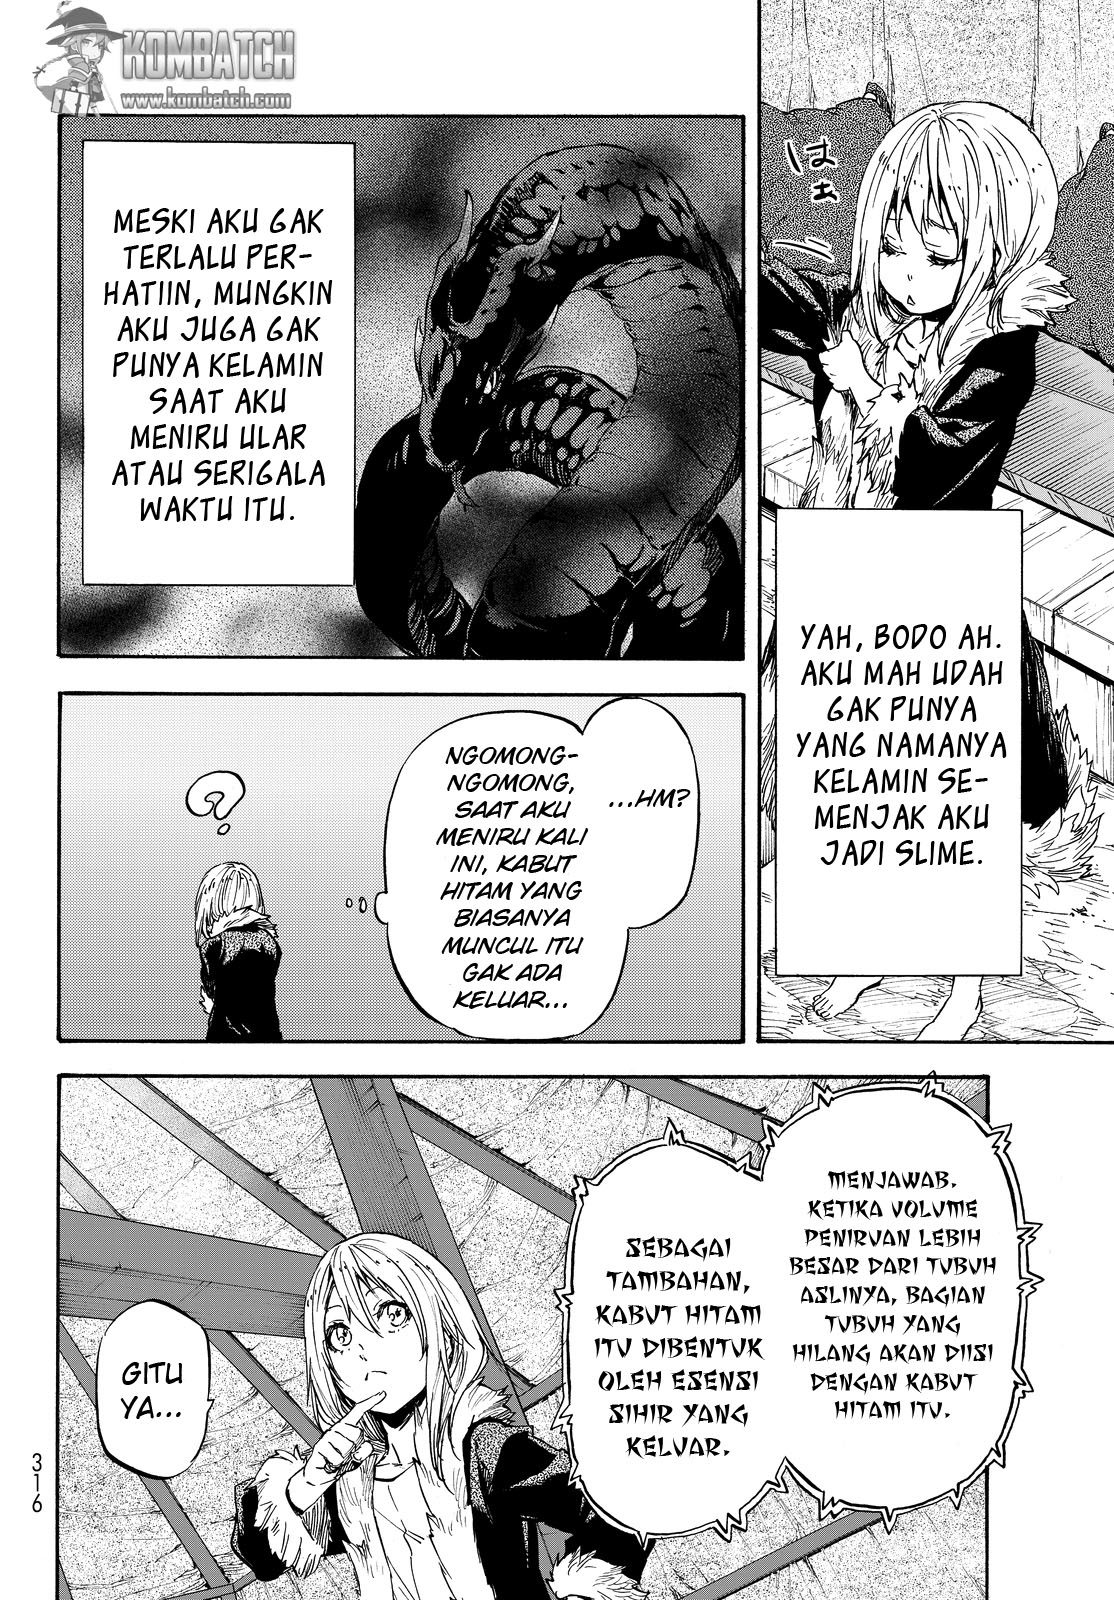 KOMBATCH
www.kombatch.com
はぁ
YAH, BODO AH.
AKU MAH UDAH
GAK PUNYA
YANG NAMANYA
KELAMIN SE-
MENJAK AKU
JADI SLIME.
MESKI AKU GAK
TERLALU PER-
HATIIN, MUNGKIN
AKU JUGA GAK
PUNYA KELAMIN
SAAT AKU
MENIRU ULAR
ATAU SERIGALA
WAKTU ITU.
...HM?
NGOMONG-
NGOMONG,
SAAT AKU
MENIRU KALI
INI, KABUT
HITAM YANG
BIASANYA
MUNCUL ITU
GAK ADA
KELUAR...
?
MENJAWAB.
KETIKA VOLUME
PENIRUAN LEBIH
BESAR DARI TUBUH
ASLINYA, BAGIAN
TUBUH YANG
HILANG AKAN DIISI
DENGAN KABUT
HITAM ITU.
SEBAGAI
TAMBAHAN,
KABUT HITAM
ITU DIBENTUK
OLEH ESENSI
SIHIR YANG
KELUAR.
GITU
YA...
316